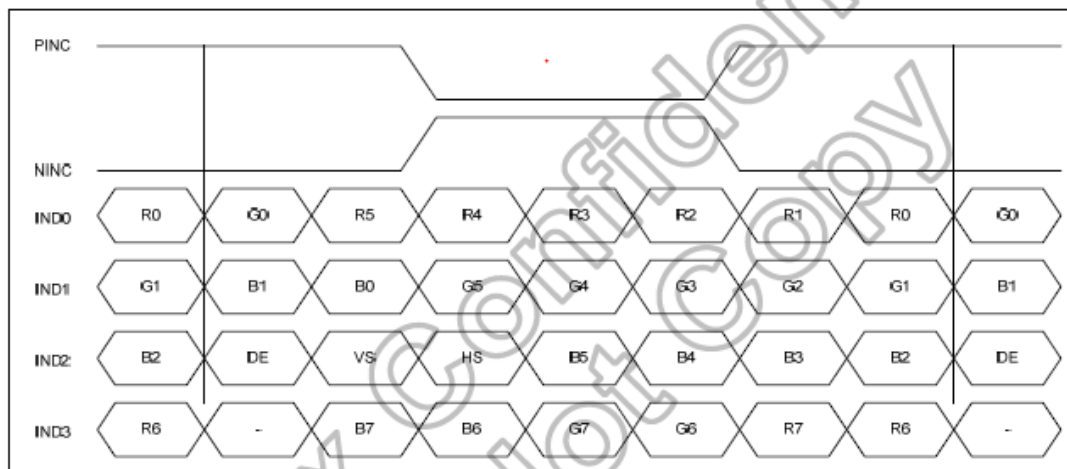 PINC
NINC
IND0 R0 G0 R5 R4 R3 R2 R1 R0 G0
IND1 G1 B1 B0 G5 G4 G3 G2 G1 B1
IND2 B2 DE VS HS B5 B4 B3 B2 DE
IND3 R6 - B7 B6 G7 G6 R7 R6 -
Confiden
Copy